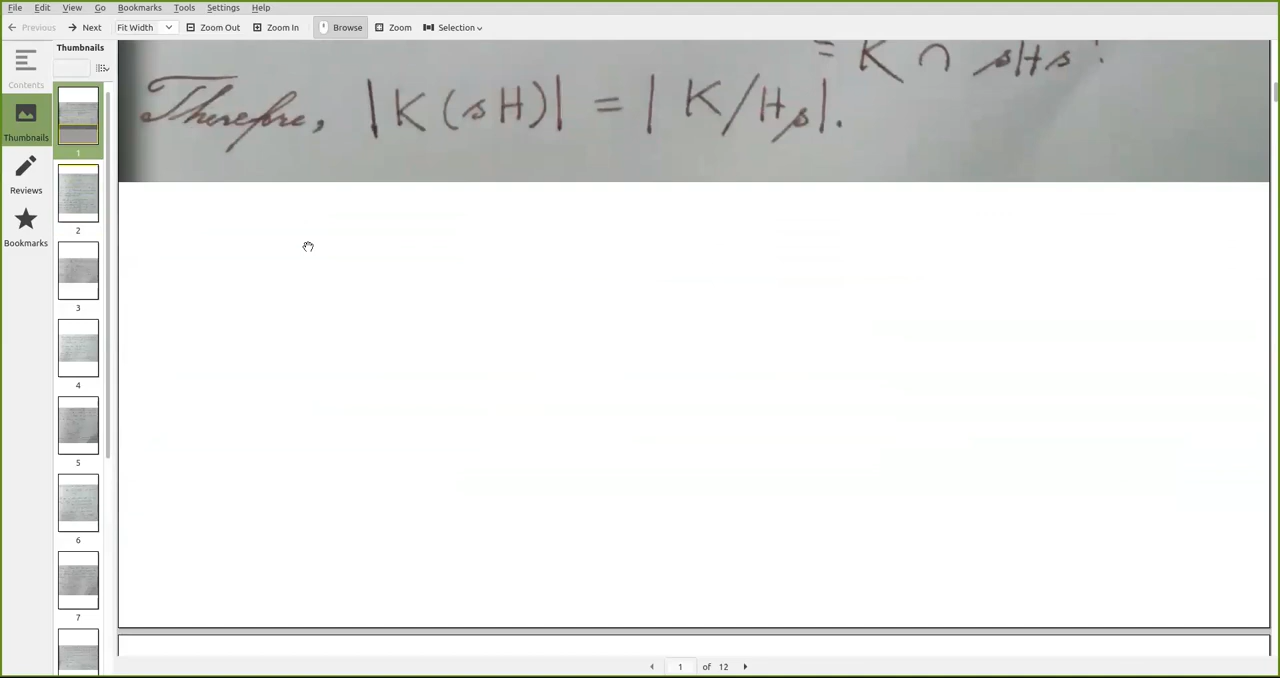 File Edit View Go Bookmarks Tools Settings Help
Previous Next Fit Width Zoom Out Zoom In Browse Zoom Selection
Thumbnails
Contents
Thumbnails
Reviews
Bookmarks
1
2
3
4
5
6
7
= K ∩ sHs⁻¹
Therefore, |K(sH)| = |K/Hs|.
1 of 12